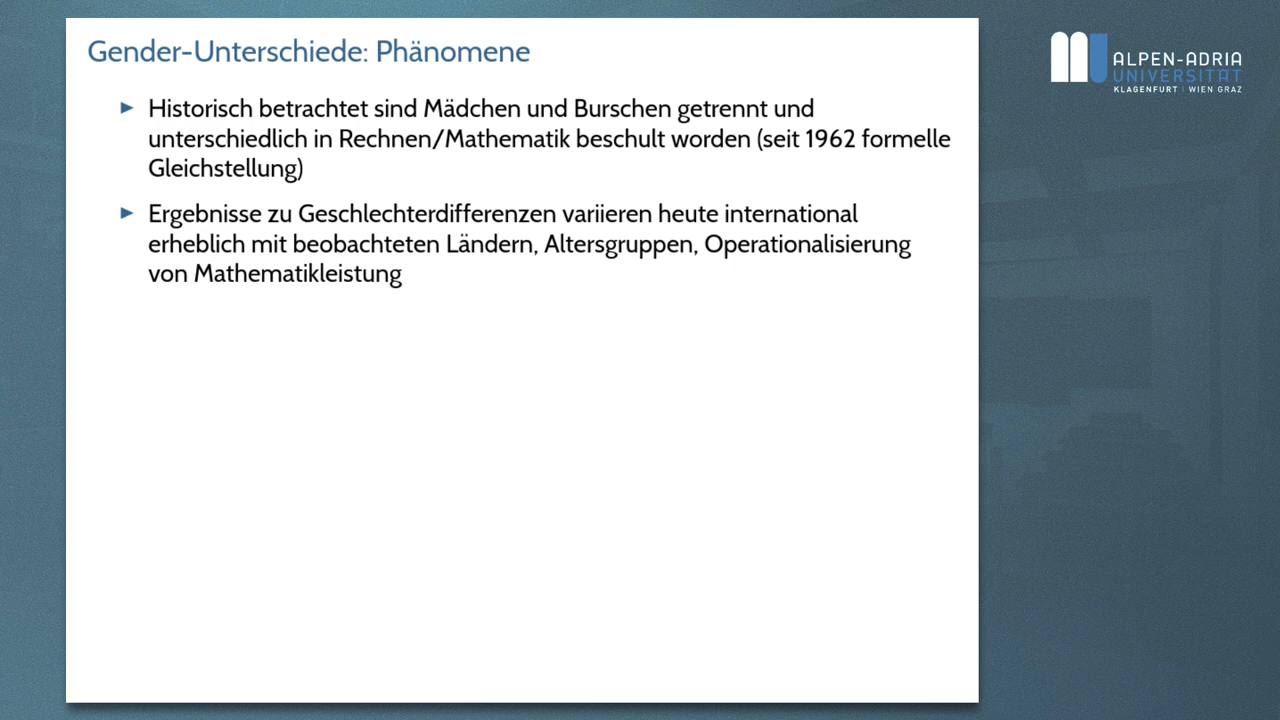 Gender-Unterschiede: Phänomene
Historisch betrachtet sind Mädchen und Burschen getrennt und
unterschiedlich in Rechnen/Mathematik beschult worden (seit 1962 formelle
Gleichstellung)
Ergebnisse zu Geschlechterdifferenzen variieren heute international
erheblich mit beobachteten Ländern, Altersgruppen, Operationalisierung
von Mathematikleistung
ALPEN-ADRIA
UNIVERSITÄT
KLAGENFURT | WIEN GRAZ